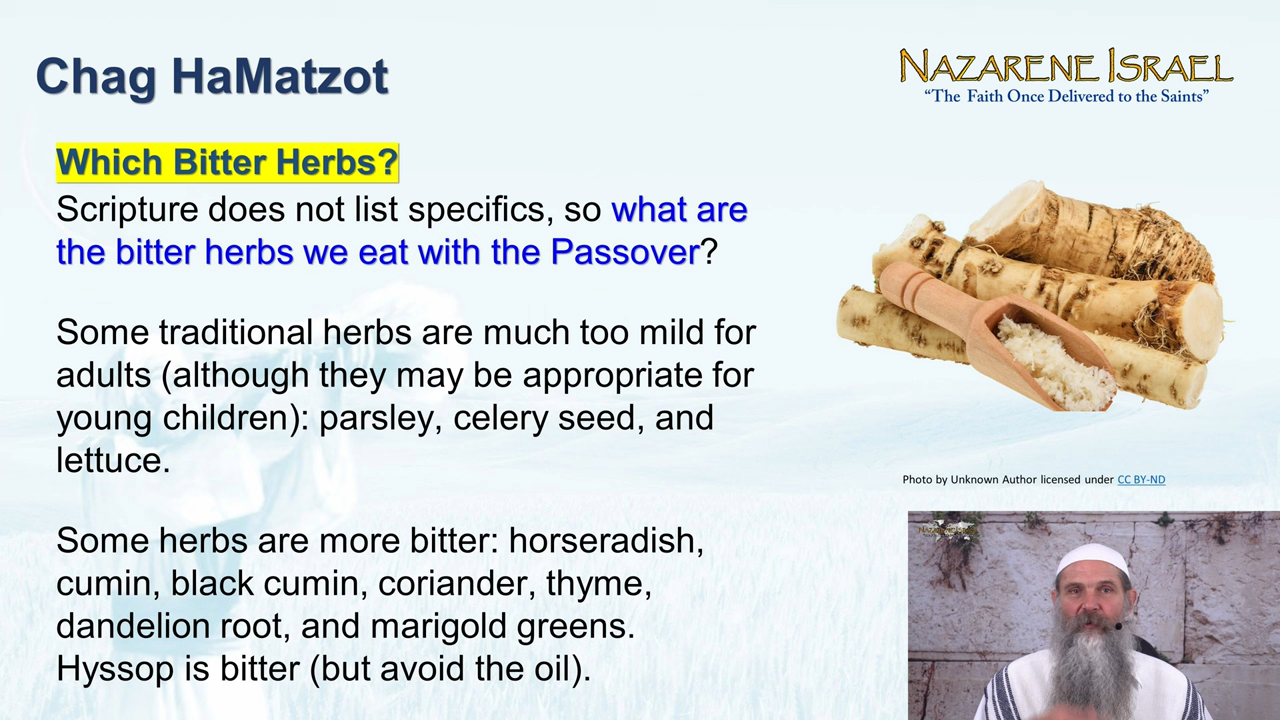 Chag HaMatzot
NAZARENE ISRAEL
“The Faith Once Delivered to the Saints”
Which Bitter Herbs?
Scripture does not list specifics, so what are
the bitter herbs we eat with the Passover?
Some traditional herbs are much too mild for
adults (although they may be appropriate for
young children): parsley, celery seed, and
lettuce.
Some herbs are more bitter: horseradish,
cumin, black cumin, coriander, thyme,
dandelion root, and marigold greens.
Hyssop is bitter (but avoid the oil).
Photo by Unknown Author licensed under CC BY-ND